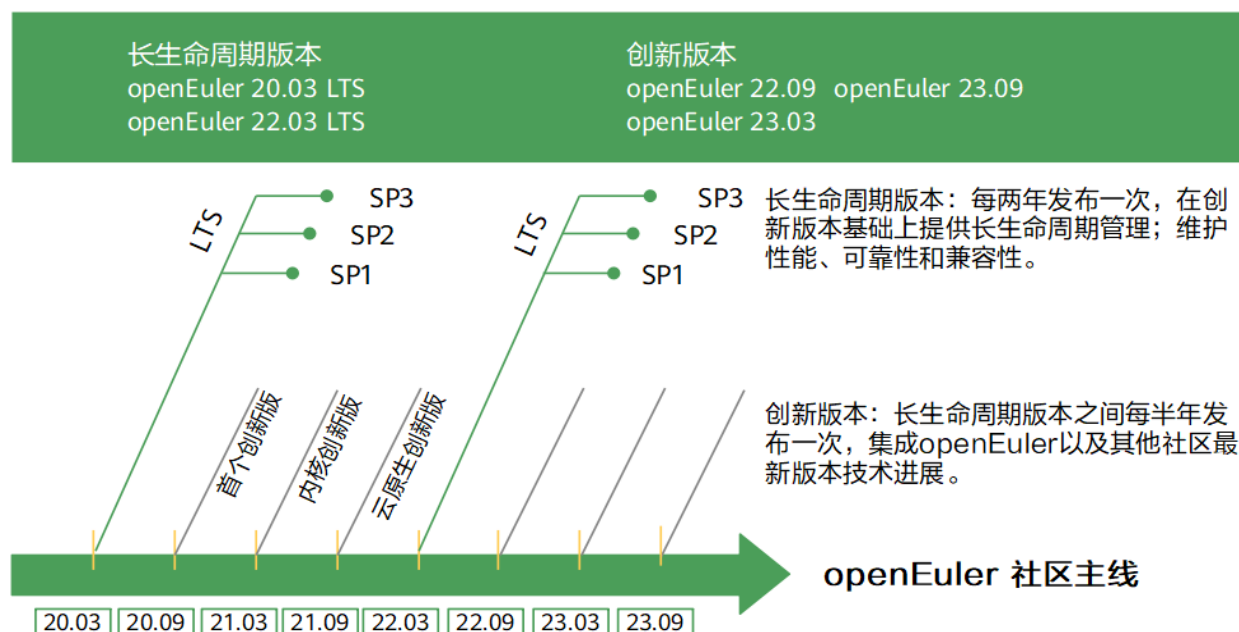 长生命周期版本
openEuler 20.03 LTS
openEuler 22.03 LTS
创新版本
openEuler 22.09 openEuler 23.09
openEuler 23.03
LTS
SP3
SP2
SP1
LTS
SP3
SP2
SP1
长生命周期版本：每两年发布一次，在创
新版本基础上提供长生命周期管理；维护
性能、可靠性和兼容性。
首个创新版
内核创新版
云原生创新版
创新版本：长生命周期版本之间每半年发
布一次，集成openEuler以及其他社区最
新版本技术进展。
openEuler 社区主线
20.03
20.09
21.03
21.09
22.03
22.09
23.03
23.09